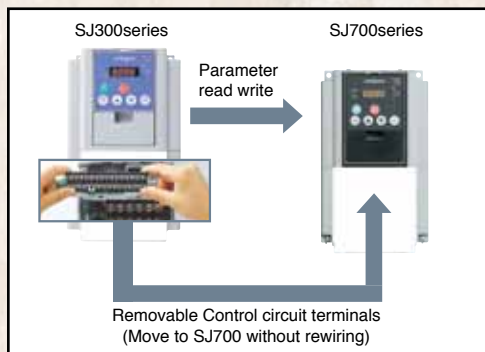 SJ300series
SJ700series
Parameter
read write
Removable Control circuit terminals
(Move to SJ700 without rewiring)